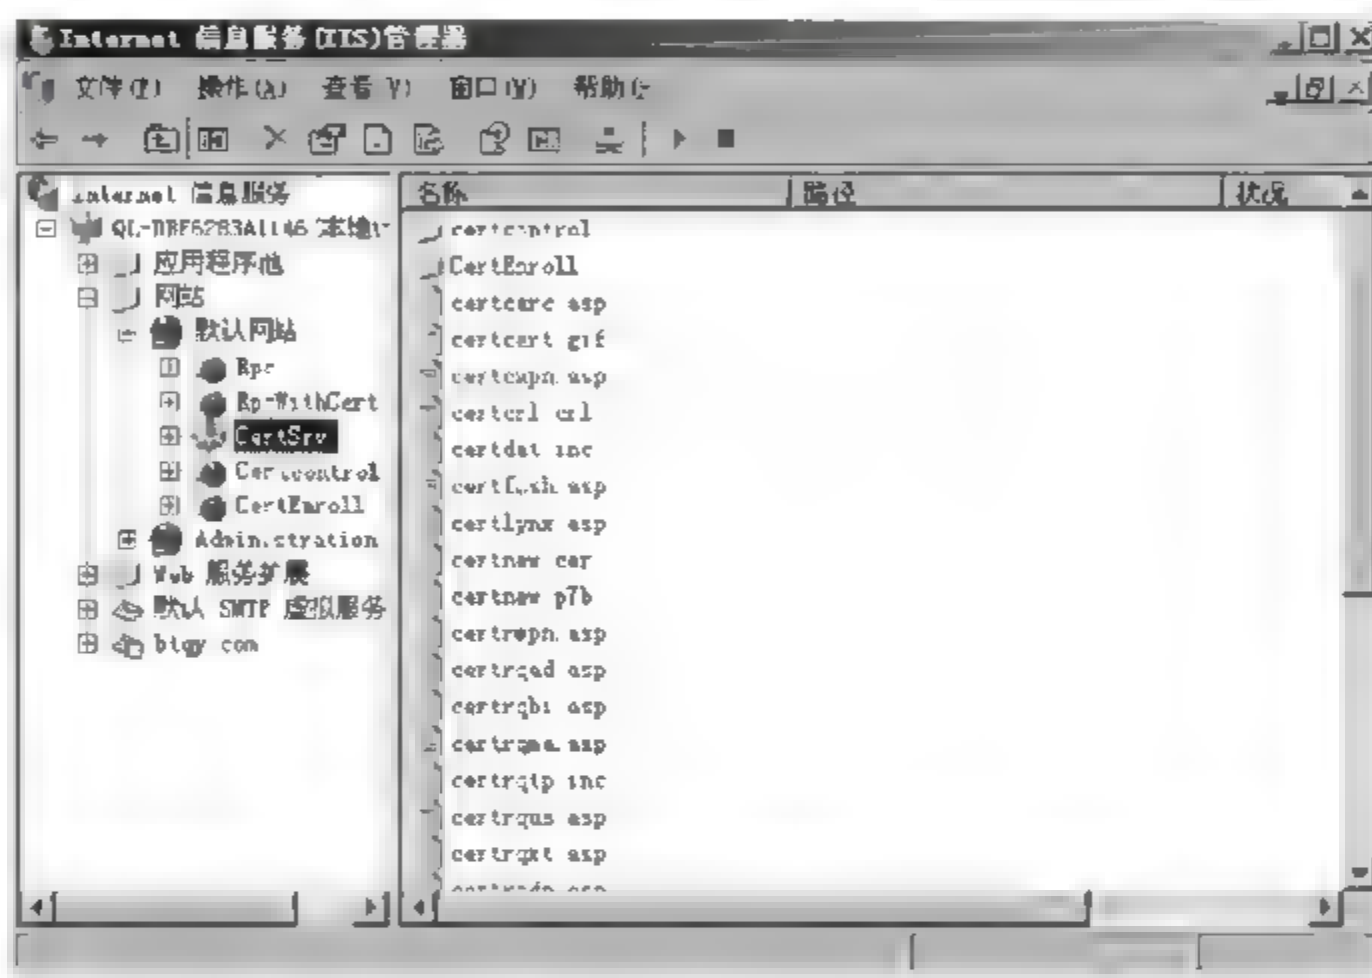 Internet 信息服务(IIS)管理器
文件(F) 操作(A) 查看(V) 窗口(W) 帮助(H)
Internet 信息服务
应用程序池
网站
默认网站
Rpc
RpcWithCert
CertSrv
Certcontrol
CertEnroll
Administration
Web 服务扩展
默认 SMTP 虚拟服务
名称 路径 状况
certcontrol
CertEnroll
certcarc asp
certcert gif
certckpn.asp
certcrl crl
certdat inc
certfnsh.asp
certlynx asp
certnew cer
certnew p7b
certrmpn.asp
certrqad asp
certrqbi asp
certrqma.asp
certrqtp inc
certrqus asp
certrqxt asp